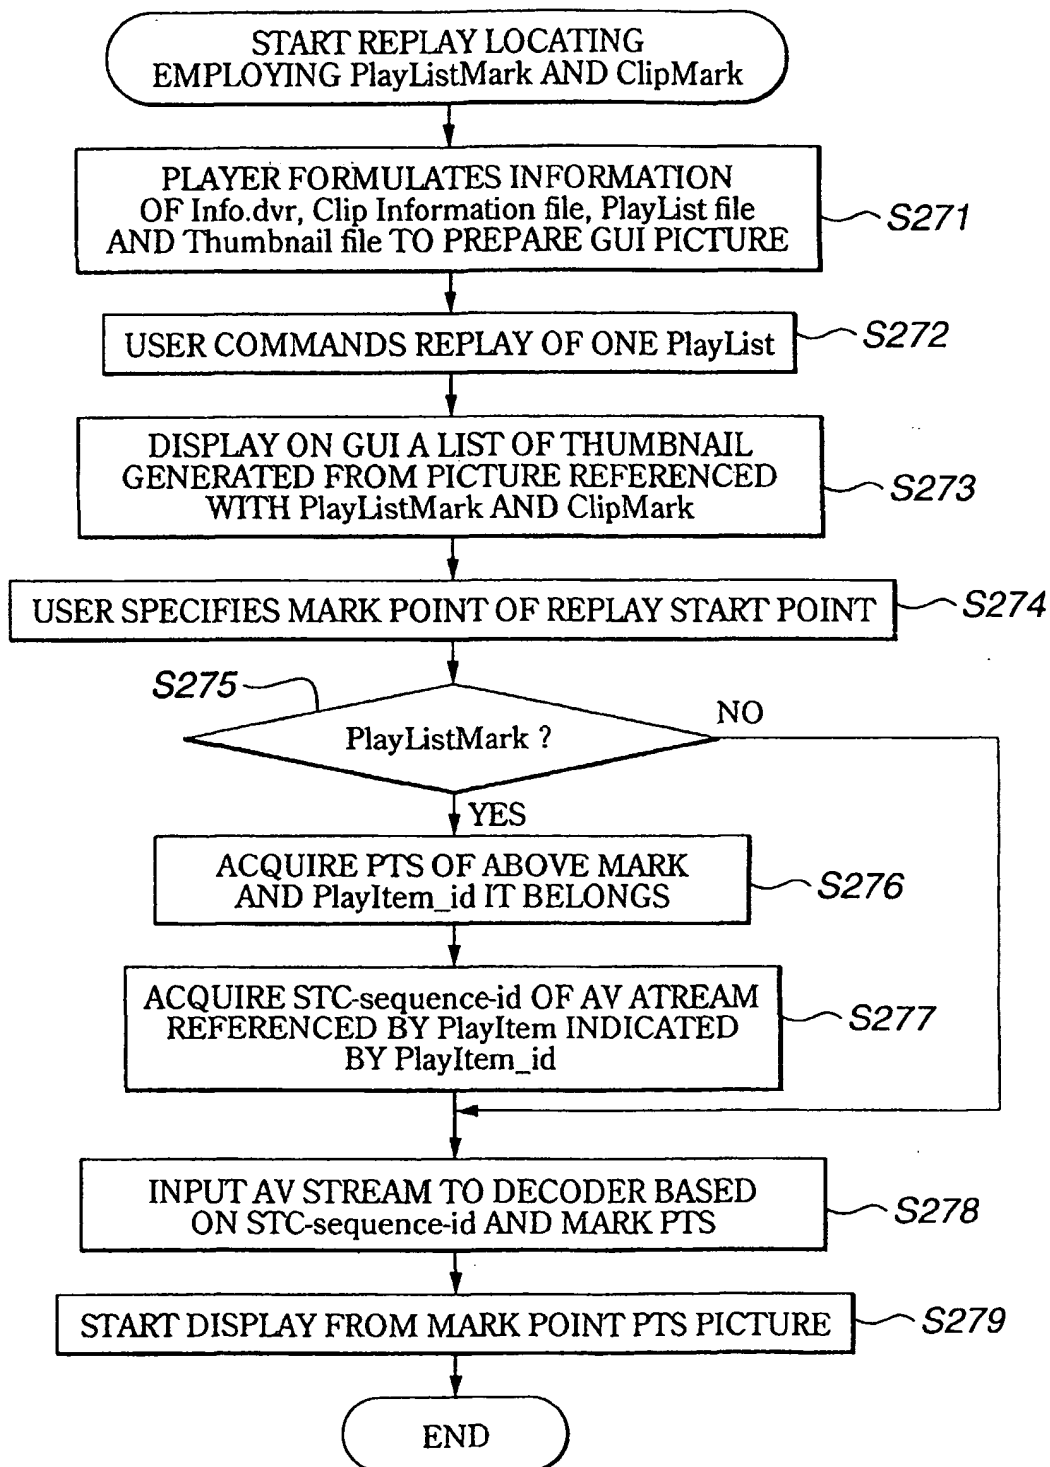 START REPLAY LOCATING
EMPLOYING PlayListMark AND ClipMark
PLAYER FORMULATES INFORMATION
OF Info.dvr, Clip Information file, PlayList file
AND Thumbnail file TO PREPARE GUI PICTURE
S271
USER COMMANDS REPLAY OF ONE PlayList
S272
DISPLAY ON GUI A LIST OF THUMBNAIL
GENERATED FROM PICTURE REFERENCED
WITH PlayListMark AND ClipMark
S273
USER SPECIFIES MARK POINT OF REPLAY START POINT
S274
S275
PlayListMark ?
NO
YES
ACQUIRE PTS OF ABOVE MARK
AND PlayItem_id IT BELONGS
S276
ACQUIRE STC-sequence-id OF AV ATREAM
REFERENCED BY PlayItem INDICATED
BY PlayItem_id
S277
INPUT AV STREAM TO DECODER BASED
ON STC-sequence-id AND MARK PTS
S278
START DISPLAY FROM MARK POINT PTS PICTURE
S279
END